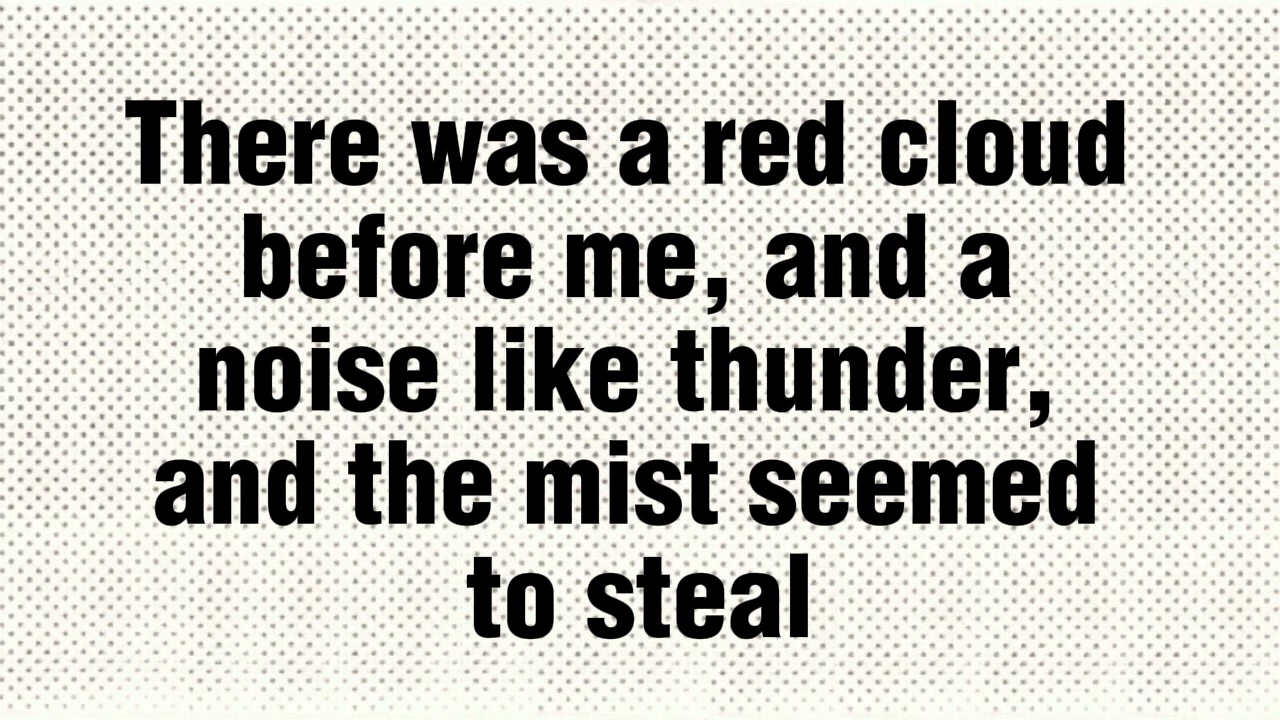 There was a red cloud
before me, and a
noise like thunder,
and the mist seemed
to steal